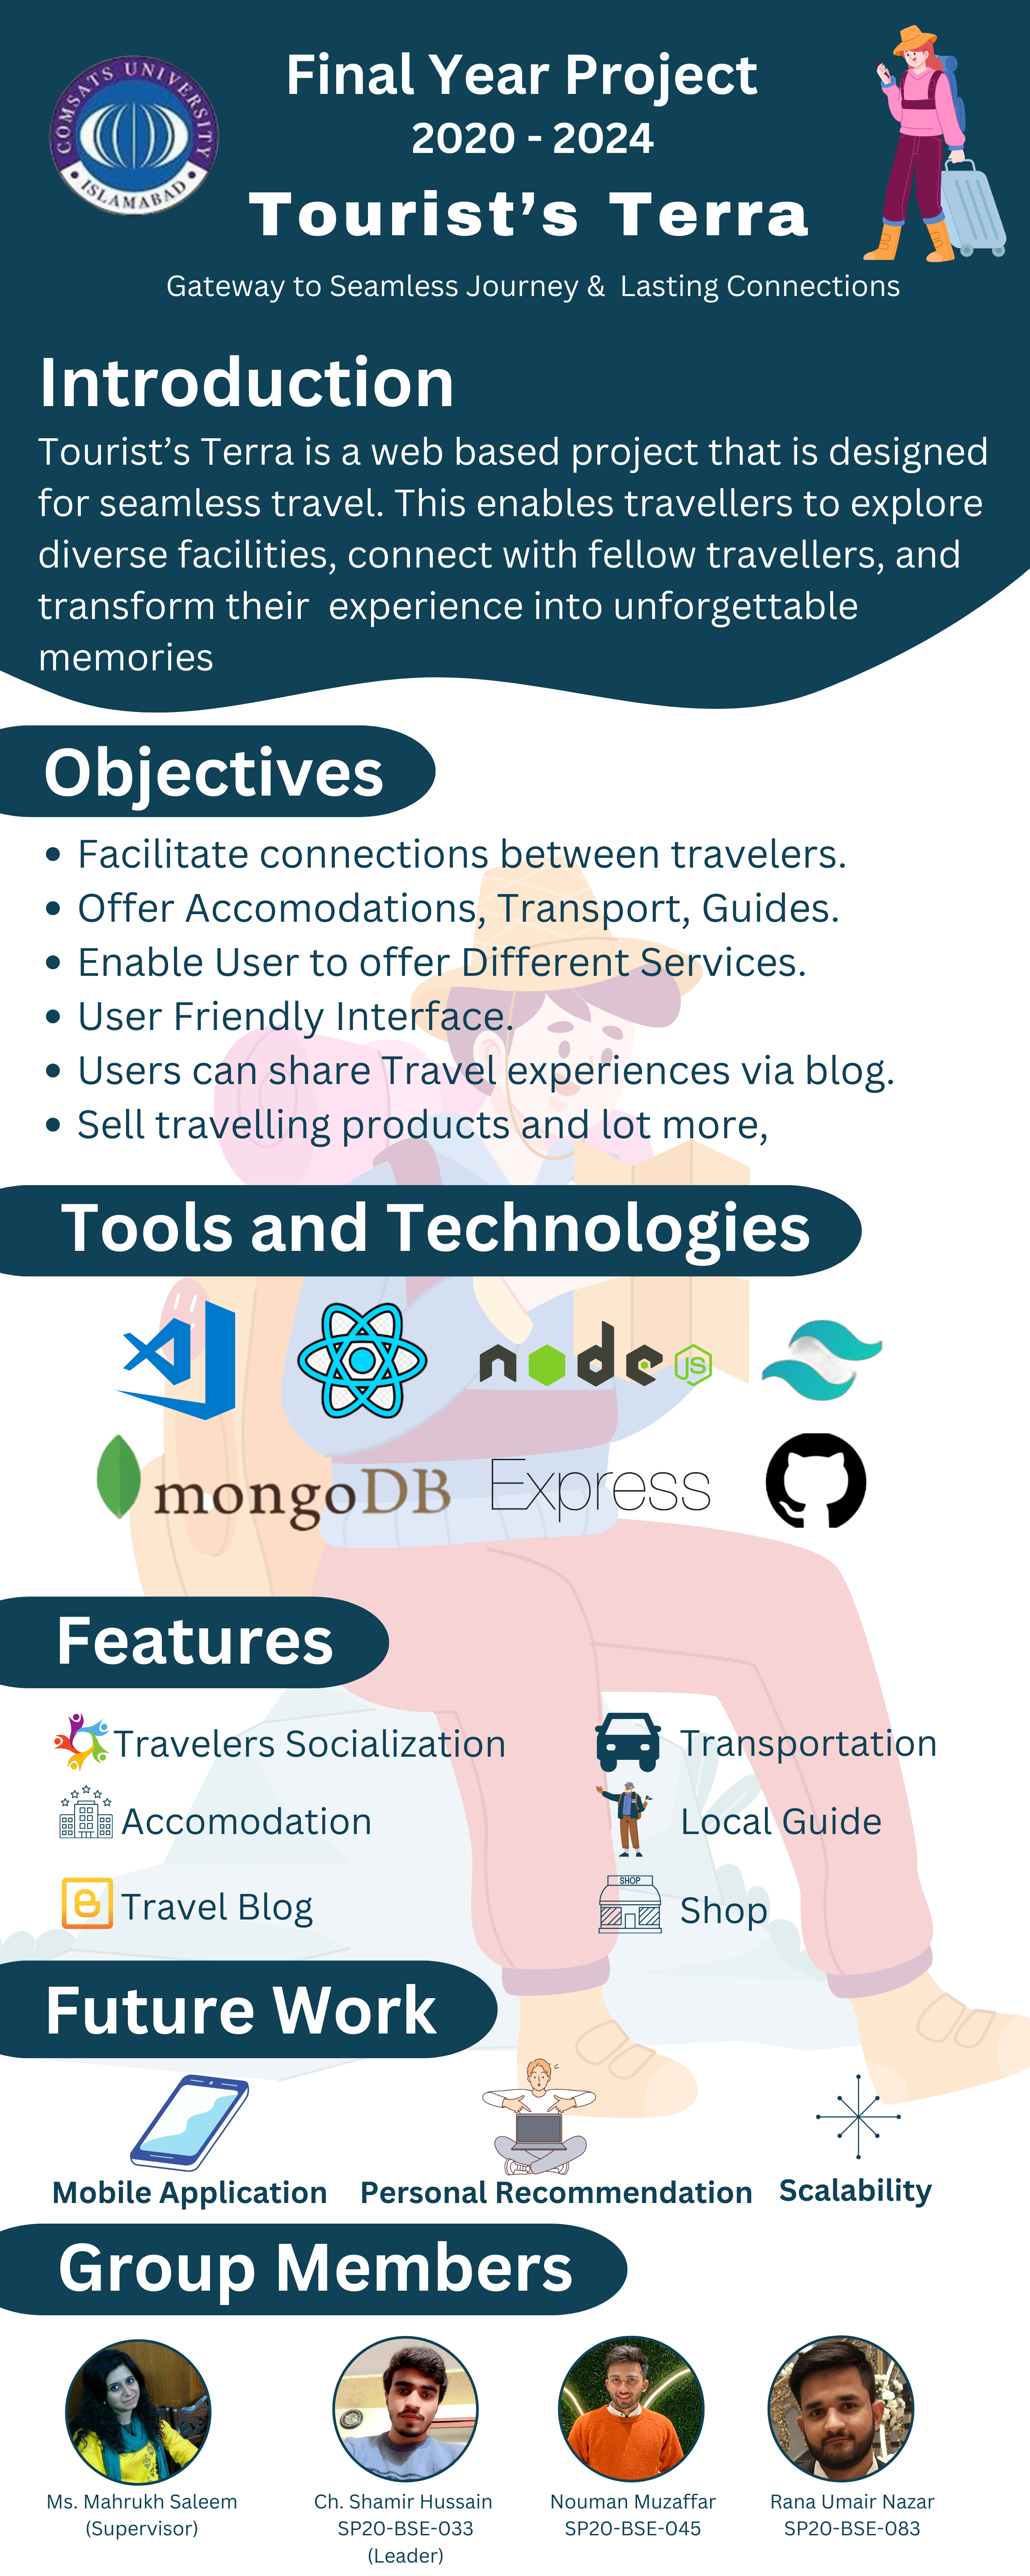 COMSATS UNIVERSITY
ISLAMABAD
Final Year Project
2020 - 2024
Tourist’s Terra
Gateway to Seamless Journey &  Lasting Connections
Introduction
Tourist’s Terra is a web based project that is designed
for seamless travel. This enables travellers to explore
diverse facilities, connect with fellow travellers, and
transform their  experience into unforgettable
memories
Objectives
• Facilitate connections between travelers.
• Offer Accomodations, Transport, Guides.
• Enable User to offer Different Services.
• User Friendly Interface.
• Users can share Travel experiences via blog.
• Sell travelling products and lot more,
Tools and Technologies
node JS
mongoDB
Express
Features
Travelers Socialization
Transportation
Accomodation
Local Guide
Travel Blog
SHOP
Shop
Future Work
Mobile Application
Personal Recommendation
Scalability
Group Members
Ms. Mahrukh Saleem
(Supervisor)
Ch. Shamir Hussain
SP20-BSE-033
(Leader)
Nouman Muzaffar
SP20-BSE-045
Rana Umair Nazar
SP20-BSE-083